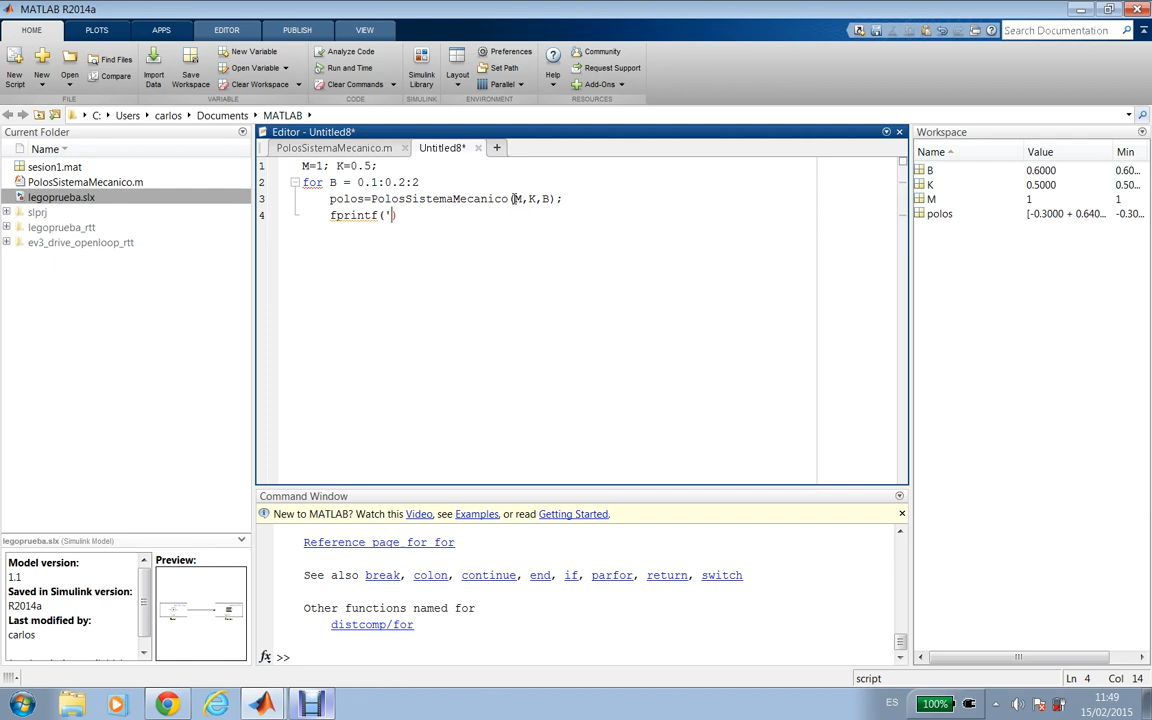 MATLAB R2014a
HOME PLOTS APPS EDITOR PUBLISH VIEW
Search Documentation
New Script
New
Open
Find Files
Compare
FILE
Import Data
Save Workspace
New Variable
Open Variable
Clear Workspace
VARIABLE
Analyze Code
Run and Time
Clear Commands
CODE
Simulink Library
SIMULINK
Layout
Preferences
Set Path
Parallel
ENVIRONMENT
Help
Community
Request Support
Add-Ons
RESOURCES
C: Users carlos Documents MATLAB
Current Folder
Name
sesion1.mat
PolosSistemaMecanico.m
legoprueba.slx
slprj
legoprueba_rtt
ev3_drive_openloop_rtt
legoprueba.slx (Simulink Model)
Model version:
1.1
Saved in Simulink version:
R2014a
Last modified by:
carlos
Preview:
Editor - Untitled8*
PolosSistemaMecanico.m Untitled8*
1 M=1; K=0.5;
2 for B = 0.1:0.2:2
3 polos=PolosSistemaMecanico(M,K,B);
4 fprintf(')
Command Window
New to MATLAB? Watch this Video, see Examples, or read Getting Started.
Reference page for for
See also break, colon, continue, end, if, parfor, return, switch
Other functions named for
distcomp/for
fx >>
Workspace
Name Value Min
B 0.6000 0.60...
K 0.5000 0.50...
M 1 1
polos [-0.3000 + 0.640... -0.30...
script Ln 4 Col 14
ES 100% 11:49
15/02/2015